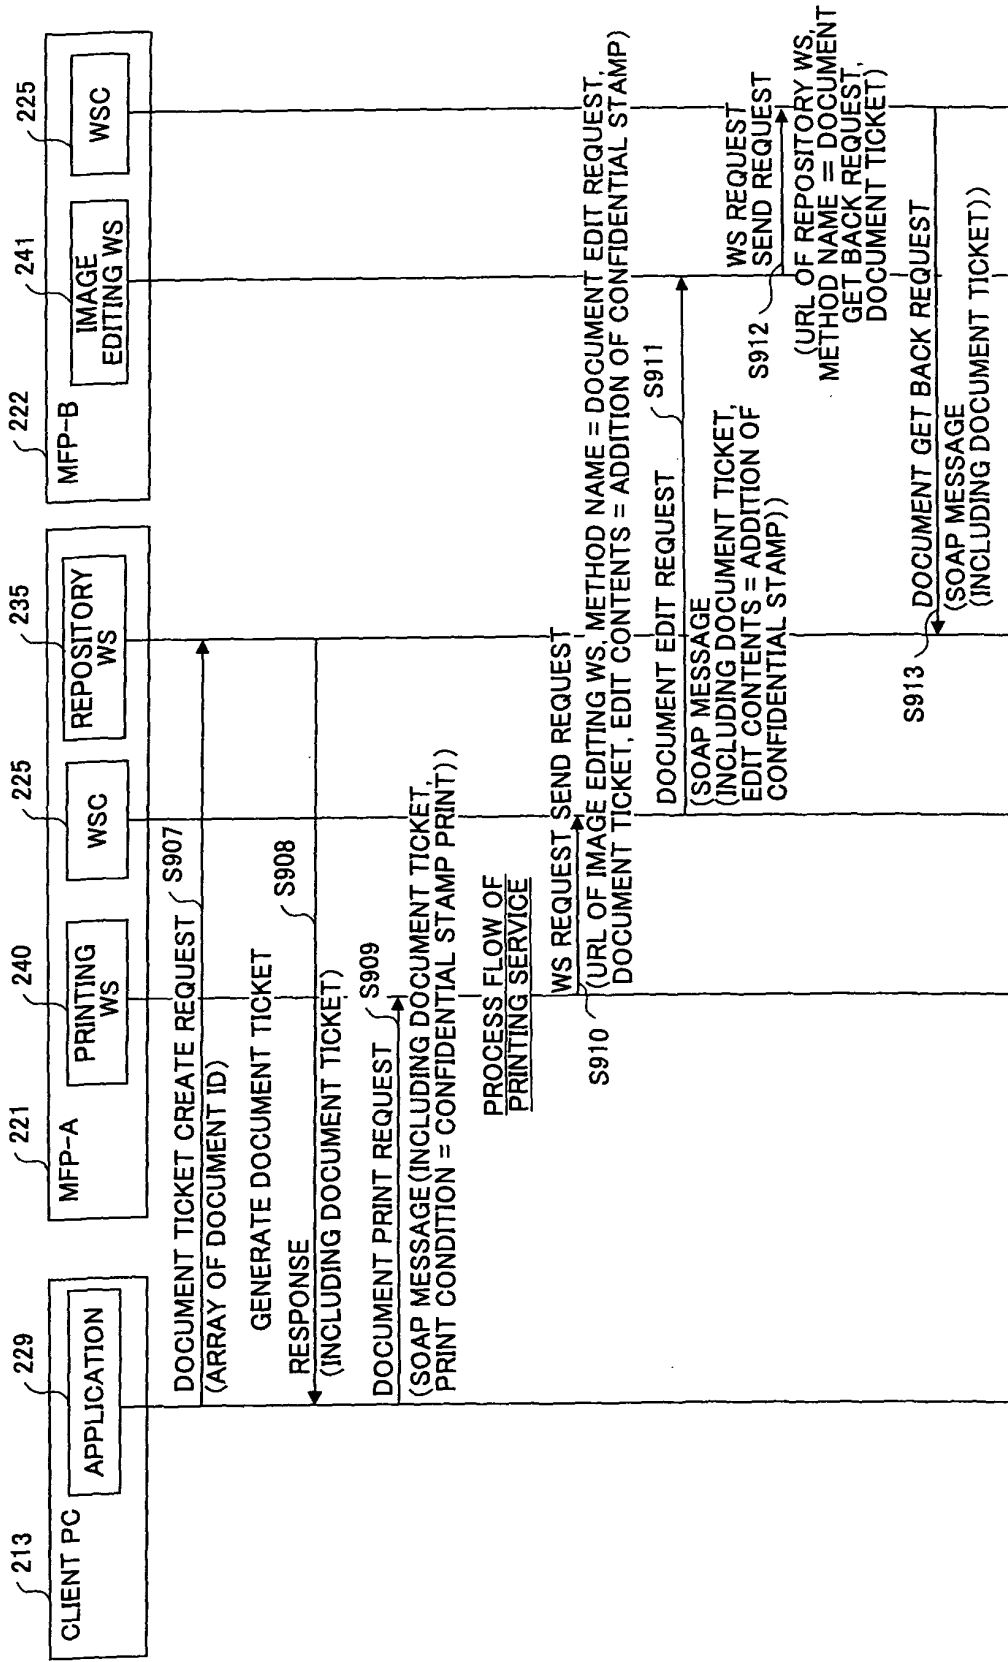 213
CLIENT PC
229
APPLICATION
221
MFP-A
240
PRINTING
WS
225
WSC
235
REPOSITORY
WS
222
MFP-B
241
IMAGE
EDITING WS
225
WSC
DOCUMENT TICKET CREATE REQUEST
S907
(ARRAY OF DOCUMENT ID)
GENERATE DOCUMENT TICKET
S908
RESPONSE
(INCLUDING DOCUMENT TICKET)
DOCUMENT PRINT REQUEST
S909
(SOAP MESSAGE (INCLUDING DOCUMENT TICKET,
PRINT CONDITION = CONFIDENTIAL STAMP PRINT))
PROCESS FLOW OF
PRINTING SERVICE
WS REQUEST SEND REQUEST
S910
(URL OF IMAGE EDITING WS, METHOD NAME = DOCUMENT EDIT REQUEST,
DOCUMENT TICKET, EDIT CONTENTS = ADDITION OF CONFIDENTIAL STAMP)
DOCUMENT EDIT REQUEST
S911
(SOAP MESSAGE
(INCLUDING DOCUMENT TICKET,
EDIT CONTENTS = ADDITION OF
CONFIDENTIAL STAMP))
WS REQUEST
SEND REQUEST
S912
(URL OF REPOSITORY WS,
METHOD NAME = DOCUMENT
GET BACK REQUEST,
DOCUMENT TICKET)
DOCUMENT GET BACK REQUEST
S913
(SOAP MESSAGE
(INCLUDING DOCUMENT TICKET))